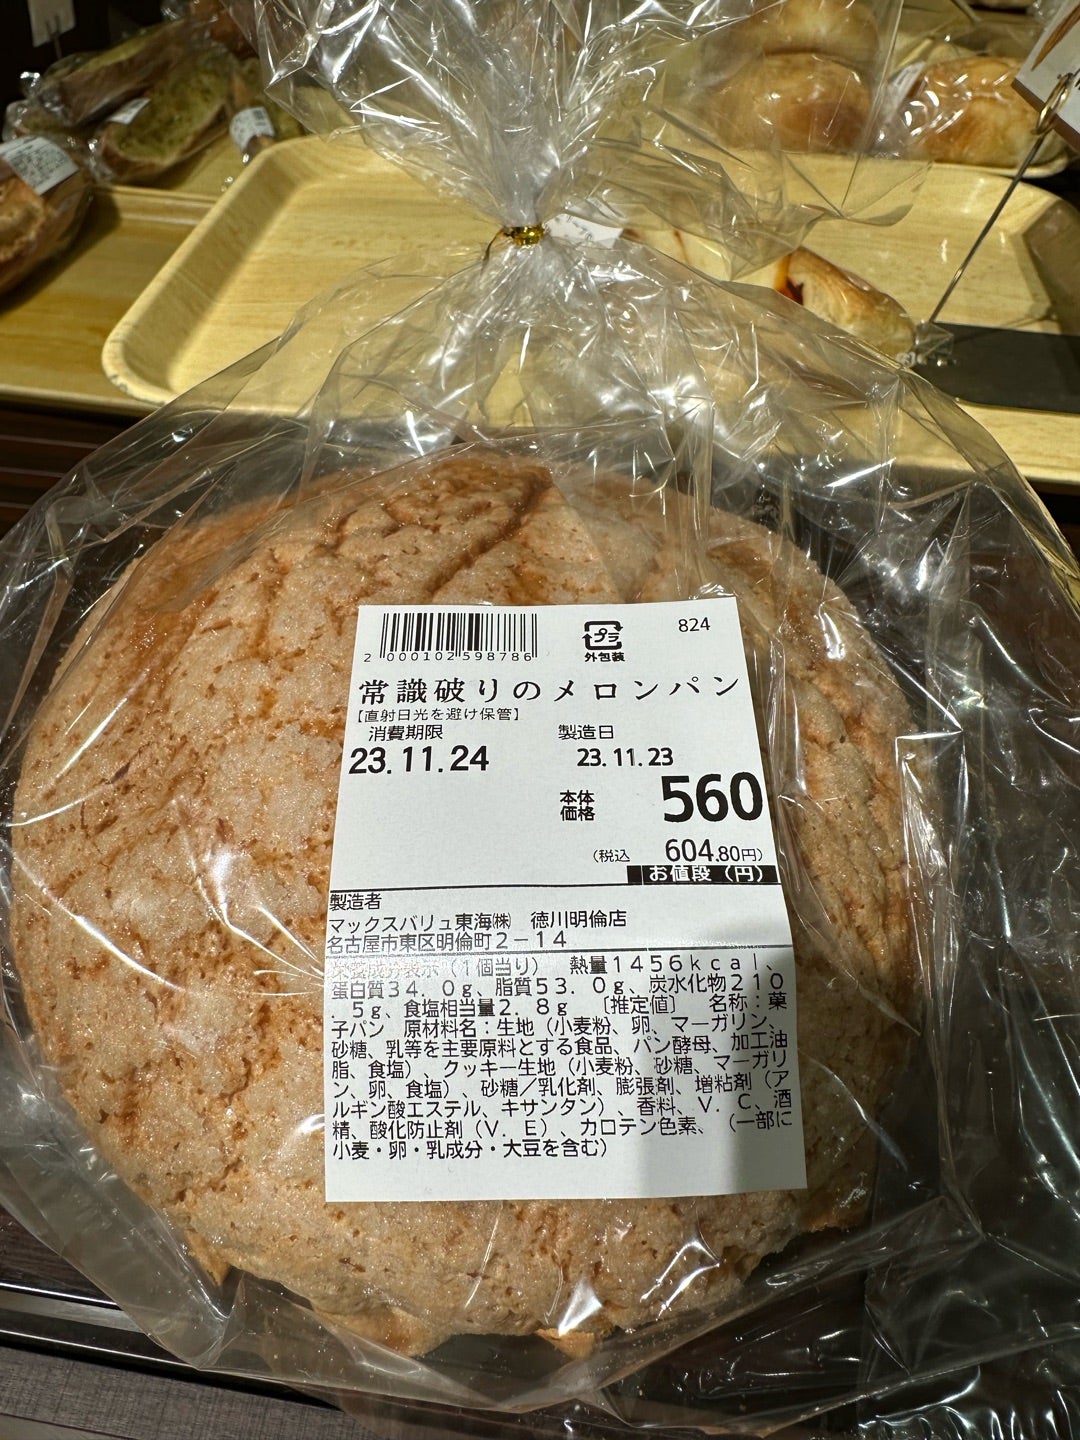 824
2 000102 598786
プラ
外包装
常識破りのメロンパン
【直射日光を避け保管】
消費期限 製造日
23.11.24 23.11.23
本体価格 560
(税込 604.80円)
お値段(円)
製造者
マックスバリュ東海㈱ 徳川明倫店
名古屋市東区明倫町2-14
栄養成分表示(1個当り) 熱量1456kcal、
蛋白質34.0g、脂質53.0g、炭水化物210
.5g、食塩相当量2.8g 〔推定値〕 名称:菓
子パン 原材料名:生地(小麦粉、卵、マーガリン、
砂糖、乳等を主要原料とする食品、パン酵母、加工油
脂、食塩)、クッキー生地(小麦粉、砂糖、マーガリ
ン、卵、食塩)、砂糖/乳化剤、膨張剤、増粘剤(ア
ルギン酸エステル、キサンタン)、香料、V.C、酒
精、酸化防止剤(V.E)、カロテン色素、(一部に
小麦・卵・乳成分・大豆を含む)